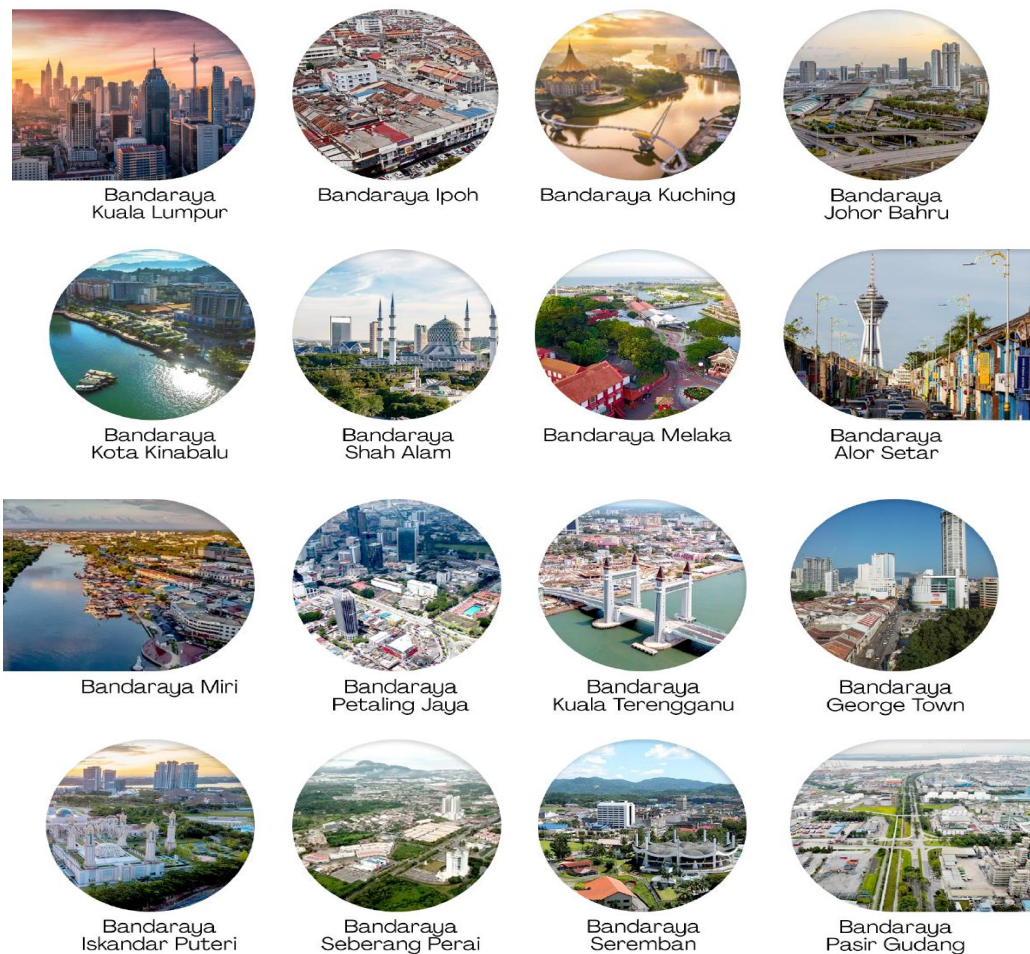 Bandaraya
Kuala Lumpur
Bandaraya Ipoh
Bandaraya Kuching
Bandaraya
Johor Bahru
Bandaraya
Kota Kinabalu
Bandaraya
Shah Alam
Bandaraya Melaka
Bandaraya
Alor Setar
Bandaraya Miri
Bandaraya
Petaling Jaya
Bandaraya
Kuala Terengganu
Bandaraya
George Town
Bandaraya
Iskandar Puteri
Bandaraya
Seberang Perai
Bandaraya
Seremban
Bandaraya
Pasir Gudang